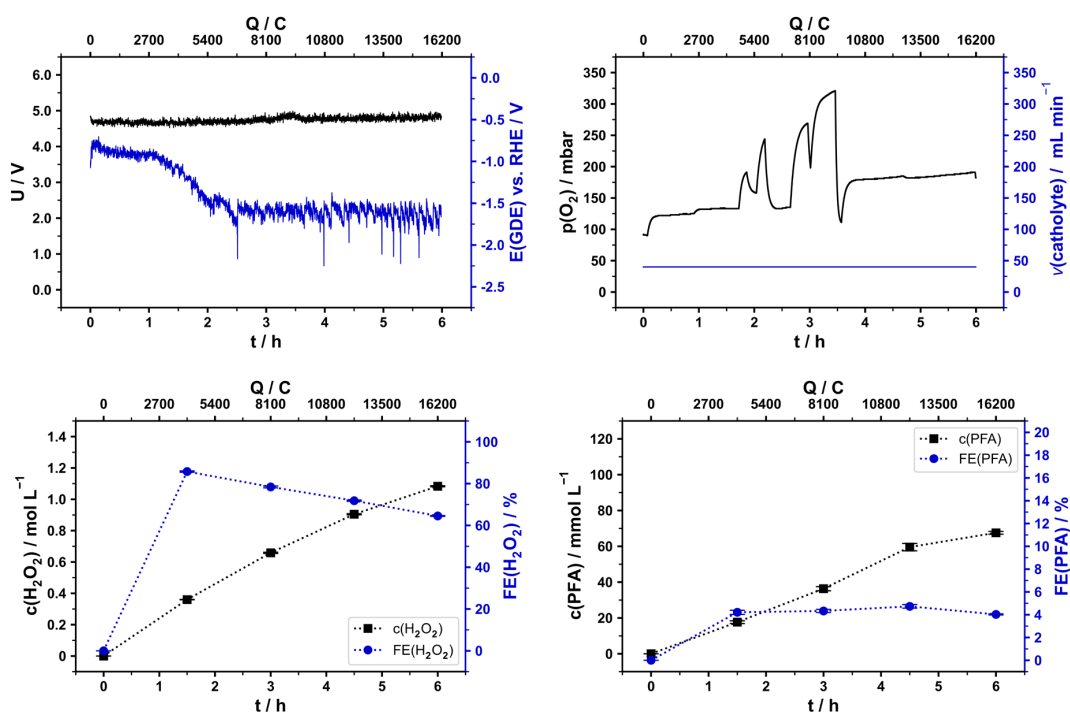 Q / C
0 2700 5400 8100 10800 13500 16200
6.0
5.0
4.0
3.0
2.0
1.0
0.0
U / V
0.0
−0.5
−1.0
−1.5
−2.0
−2.5
E(GDE) vs. RHE / V
0 1 2 3 4 5 6
t / h
Q / C
0 2700 5400 8100 10800 13500 16200
350
300
250
200
150
100
50
0
p(O₂) / mbar
350
300
250
200
150
100
50
0
v(catholyte) / mL min⁻¹
0 1 2 3 4 5 6
t / h
Q / C
0 2700 5400 8100 10800 13500 16200
1.4
1.2
1.0
0.8
0.6
0.4
0.2
0
c(H₂O₂) / mol L⁻¹
100
80
60
40
20
0
FE(H₂O₂) / %
c(H₂O₂)
FE(H₂O₂)
0 1 2 3 4 5 6
t / h
Q / C
0 2700 5400 8100 10800 13500 16200
120
100
80
60
40
20
0
c(PFA) / mmol L⁻¹
20
18
16
14
12
10
8
6
4
2
0
FE(PFA) / %
c(PFA)
FE(PFA)
0 1 2 3 4 5 6
t / h